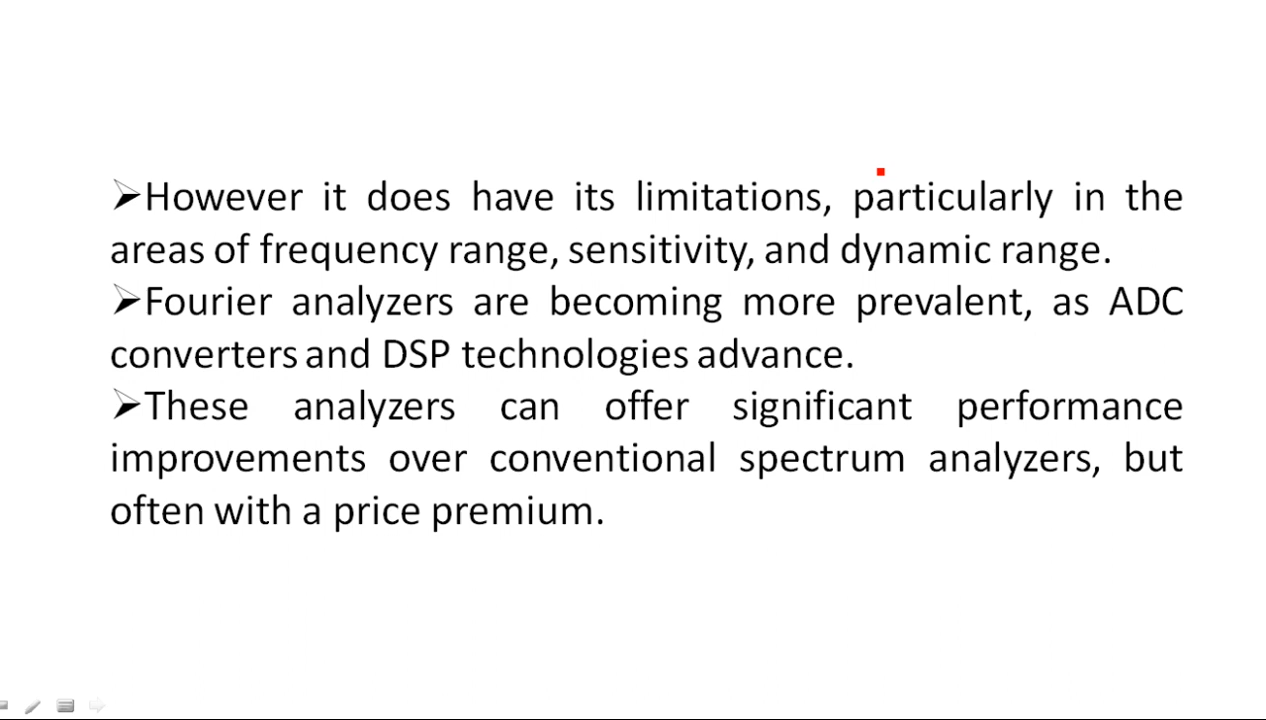 ➢However it does have its limitations, particularly in the
areas of frequency range, sensitivity, and dynamic range.
➢Fourier analyzers are becoming more prevalent, as ADC
converters and DSP technologies advance.
➢These analyzers can offer significant performance
improvements over conventional spectrum analyzers, but
often with a price premium.